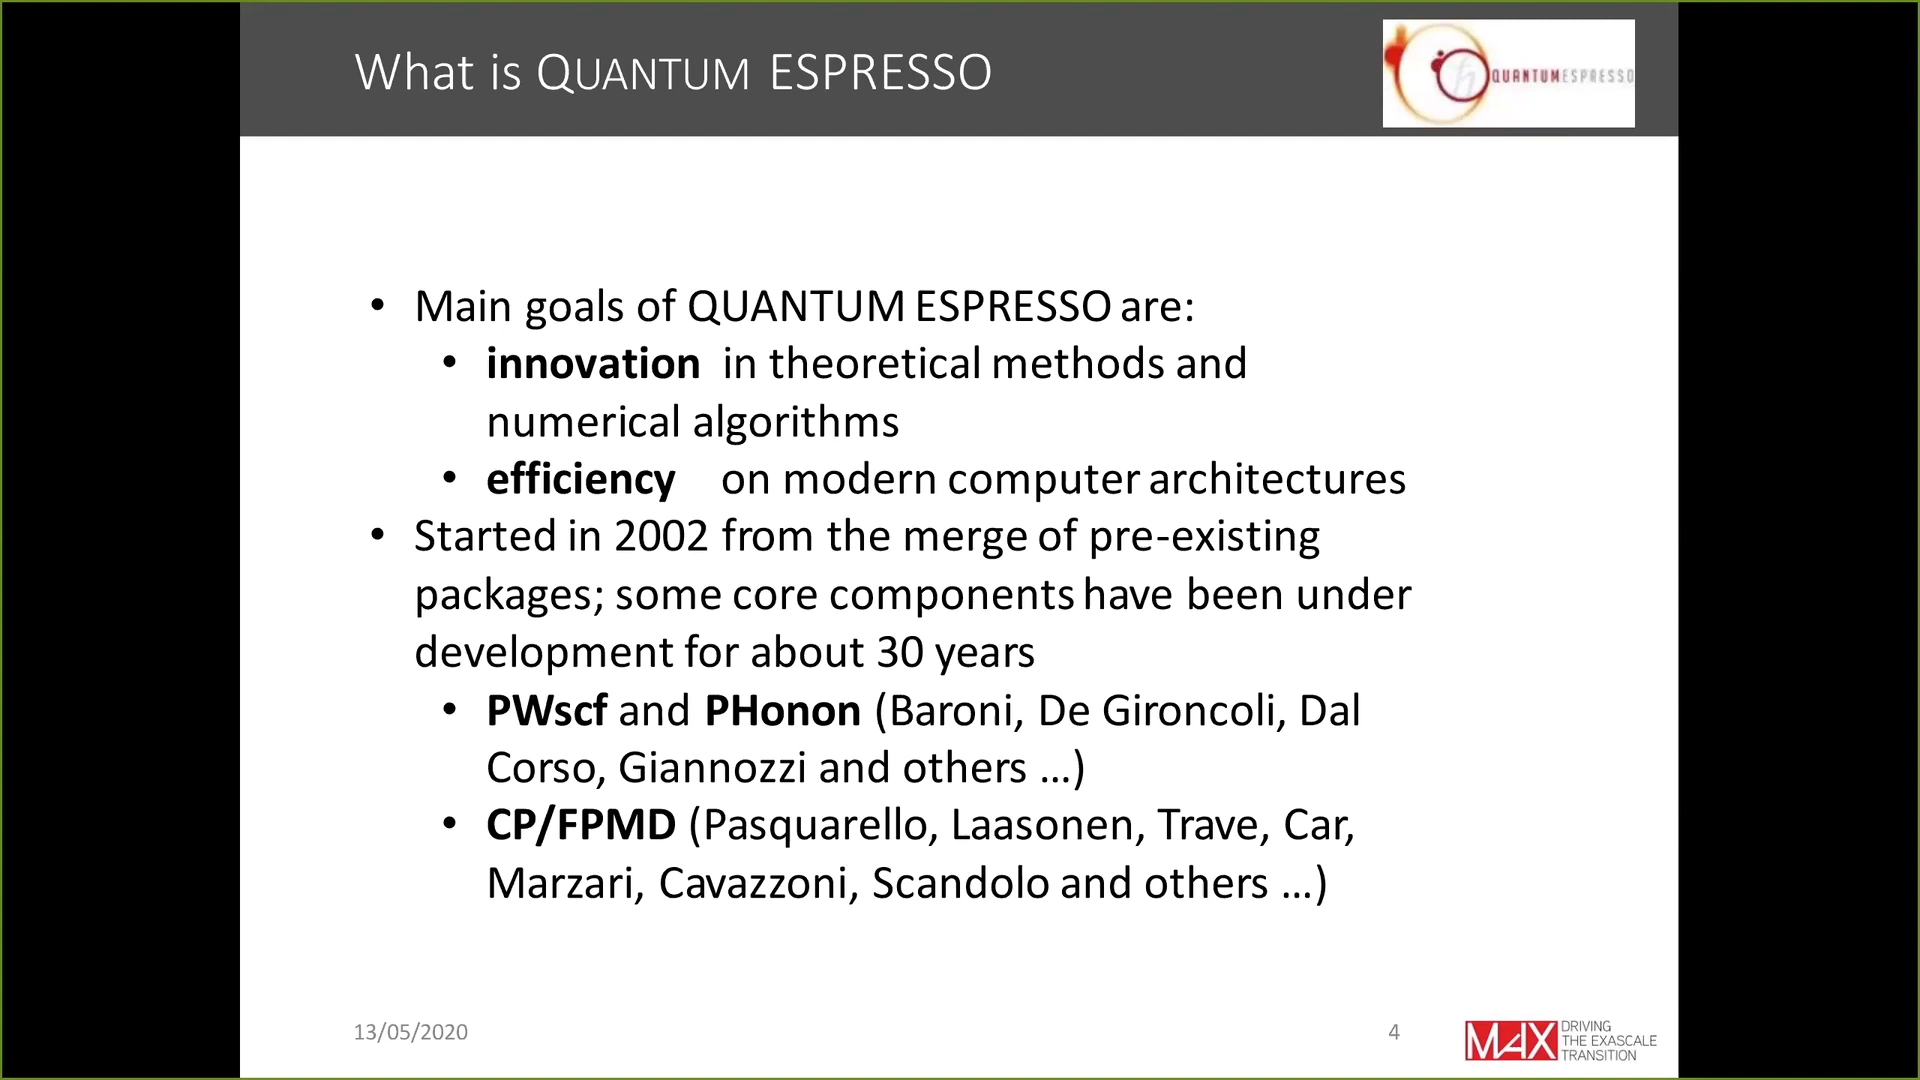 What is QUANTUM ESPRESSO
QUANTUMESPRESSO
• Main goals of QUANTUM ESPRESSO are:
• innovation in theoretical methods and
numerical algorithms
• efficiency on modern computer architectures
• Started in 2002 from the merge of pre-existing
packages; some core components have been under
development for about 30 years
• PWscf and PHonon (Baroni, De Gironcoli, Dal
Corso, Giannozzi and others ...)
• CP/FPMD (Pasquarello, Laasonen, Trave, Car,
Marzari, Cavazzoni, Scandolo and others ...)
13/05/2020
4
MAX
DRIVING
THE EXASCALE
TRANSITION